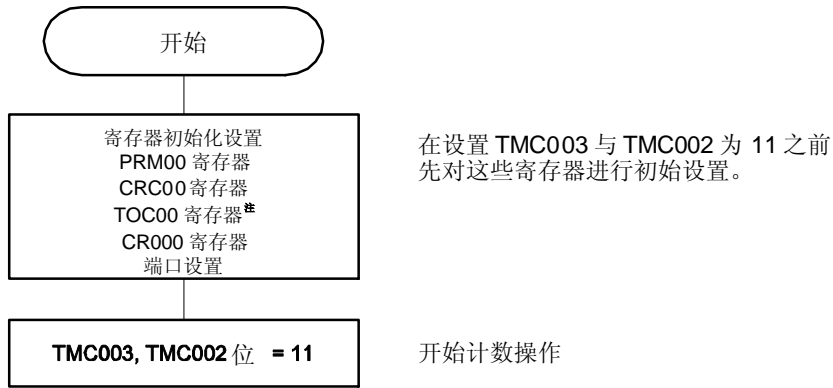 开始
寄存器初始化设置
PRM00 寄存器
CRC00 寄存器
TOC00 寄存器注
CR000 寄存器
端口设置
在设置 TMC003 与 TMC002 为 11 之前
先对这些寄存器进行初始设置。
TMC003, TMC002 位 = 11
开始计数操作